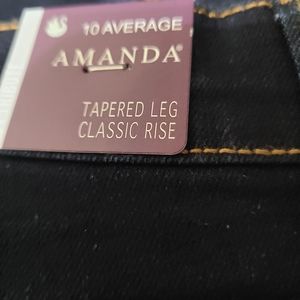 10 AVERAGE
AMANDA®
TAPERED LEG
CLASSIC RISE